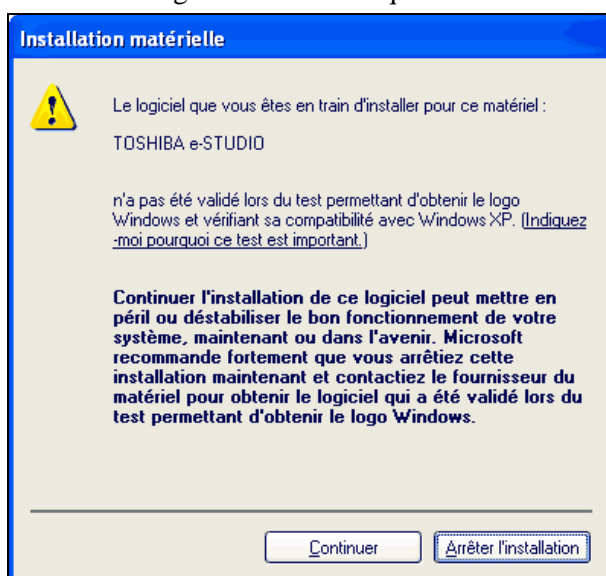 Installation matérielle
Le logiciel que vous êtes en train d'installer pour ce matériel :
TOSHIBA e-STUDIO
n'a pas été validé lors du test permettant d'obtenir le logo
Windows et vérifiant sa compatibilité avec Windows XP. (Indiquez
-moi pourquoi ce test est important.)
Continuer l'installation de ce logiciel peut mettre en
péril ou déstabiliser le bon fonctionnement de votre
système, maintenant ou dans l'avenir. Microsoft
recommande fortement que vous arrêtiez cette
installation maintenant et contactiez le fournisseur du
matériel pour obtenir le logiciel qui a été validé lors du
test permettant d'obtenir le logo Windows.
Continuer
Arrêter l'installation